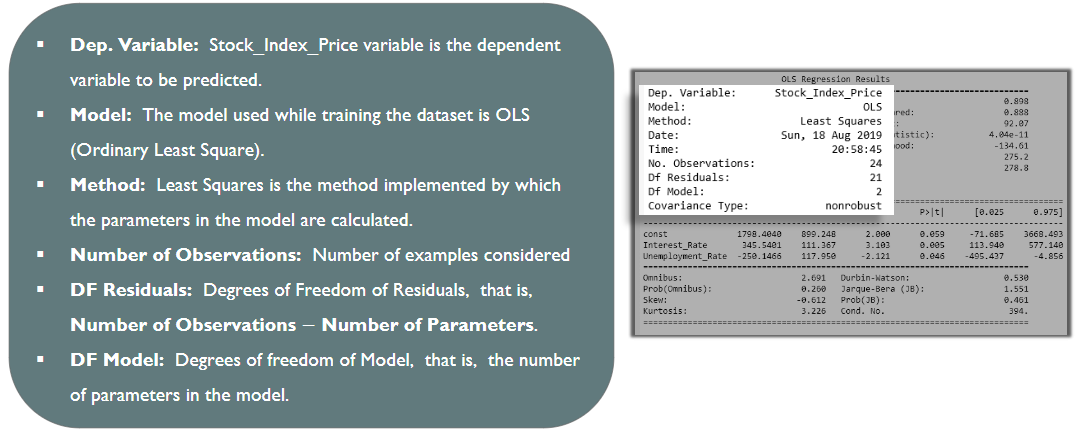 ▪ Dep. Variable: Stock_Index_Price variable is the dependent
variable to be predicted.
▪ Model: The model used while training the dataset is OLS
(Ordinary Least Square).
▪ Method: Least Squares is the method implemented by which
the parameters in the model are calculated.
▪ Number of Observations: Number of examples considered
▪ DF Residuals: Degrees of Freedom of Residuals, that is,
Number of Observations – Number of Parameters.
▪ DF Model: Degrees of freedom of Model, that is, the number
of parameters in the model.
OLS Regression Results
Dep. Variable: Stock_Index_Price 0.898
Model: OLS red: 0.888
Method: Least Squares : 92.07
Date: Sun, 18 Aug 2019 tistic): 4.04e-11
Time: 20:58:45 ood: -134.61
No. Observations: 24 275.2
Df Residuals: 21 278.8
Df Model: 2
Covariance Type: nonrobust
P>|t| [0.025 0.975]
const 1798.4040 899.248 2.000 0.059 -71.685 3668.493
Interest_Rate 345.5401 111.367 3.103 0.005 113.940 577.140
Unemployment_Rate -250.1466 117.950 -2.121 0.046 -495.437 -4.856
Omnibus: 2.691 Durbin-Watson: 0.530
Prob(Omnibus): 0.260 Jarque-Bera (JB): 1.551
Skew: -0.612 Prob(JB): 0.461
Kurtosis: 3.226 Cond. No. 394.